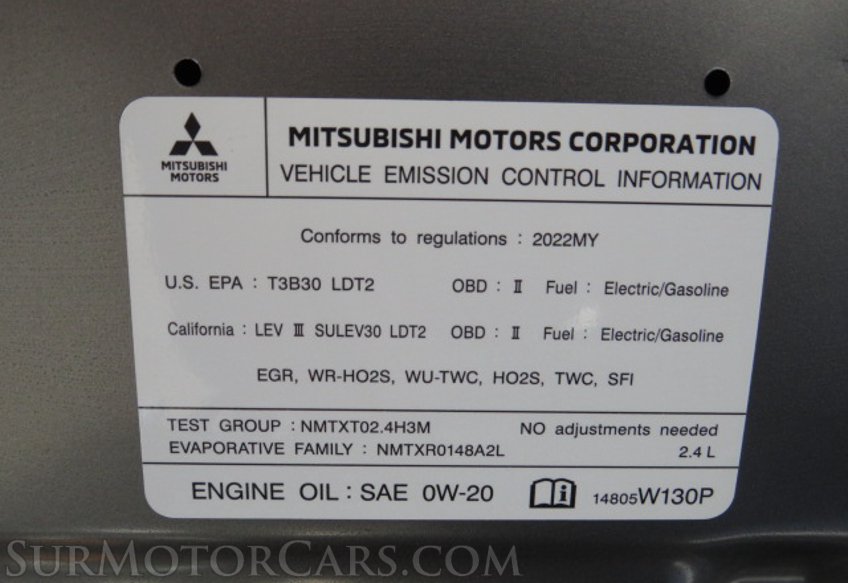 MITSUBISHI
MOTORS
MITSUBISHI MOTORS CORPORATION
VEHICLE EMISSION CONTROL INFORMATION
Conforms to regulations : 2022MY
U.S. EPA : T3B30 LDT2 OBD : Ⅱ Fuel : Electric/Gasoline
California : LEV Ⅲ SULEV30 LDT2 OBD : Ⅱ Fuel : Electric/Gasoline
EGR, WR-HO2S, WU-TWC, HO2S, TWC, SFI
TEST GROUP : NMTXT02.4H3M NO adjustments needed
EVAPORATIVE FAMILY : NMTXR0148A2L 2.4 L
ENGINE OIL : SAE 0W-20 14805W130P
SURMOTORCARS.COM